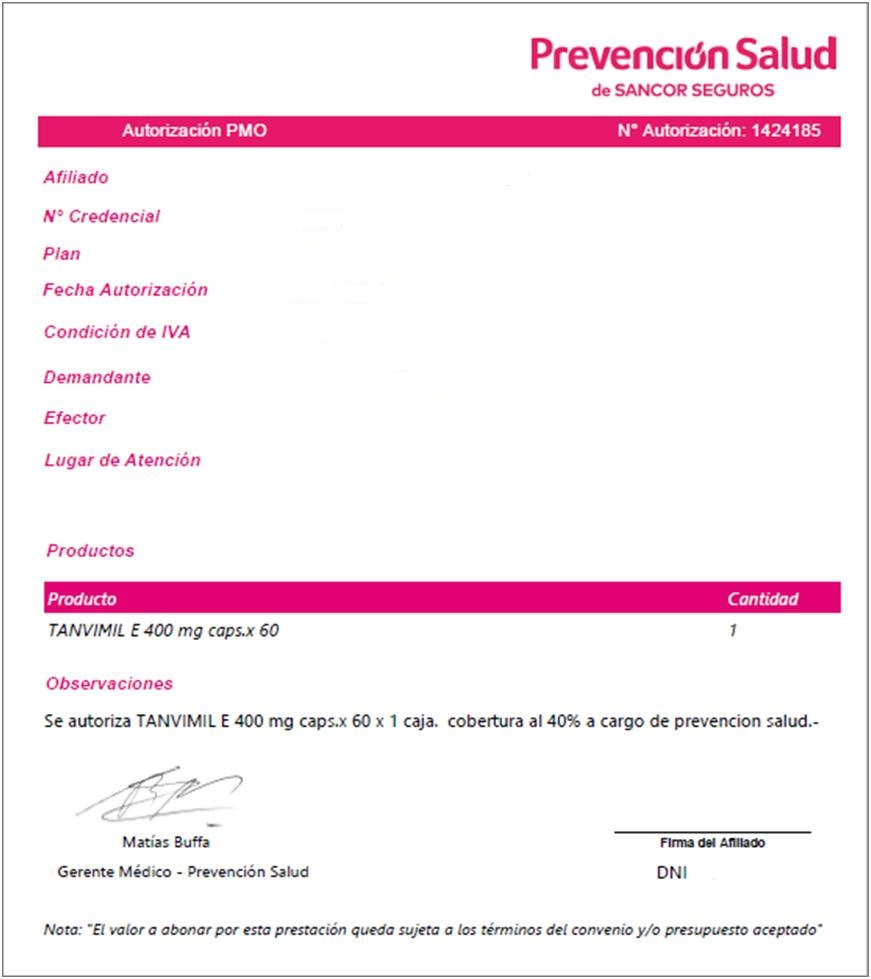 Prevención Salud
de SANCOR SEGUROS
Autorización PMO N° Autorización: 1424185
Afiliado
N° Credencial
Plan
Fecha Autorización
Condición de IVA
Demandante
Efector
Lugar de Atención
Productos
Producto Cantidad
TANVIMIL E 400 mg caps.x 60 1
Observaciones
Se autoriza TANVIMIL E 400 mg caps.x 60 x 1 caja. cobertura al 40% a cargo de prevencion salud.-
Matías Buffa
Gerente Médico - Prevención Salud
Firma del Afiliado
DNI
Nota: "El valor a abonar por esta prestación queda sujeta a los términos del convenio y/o presupuesto aceptado"